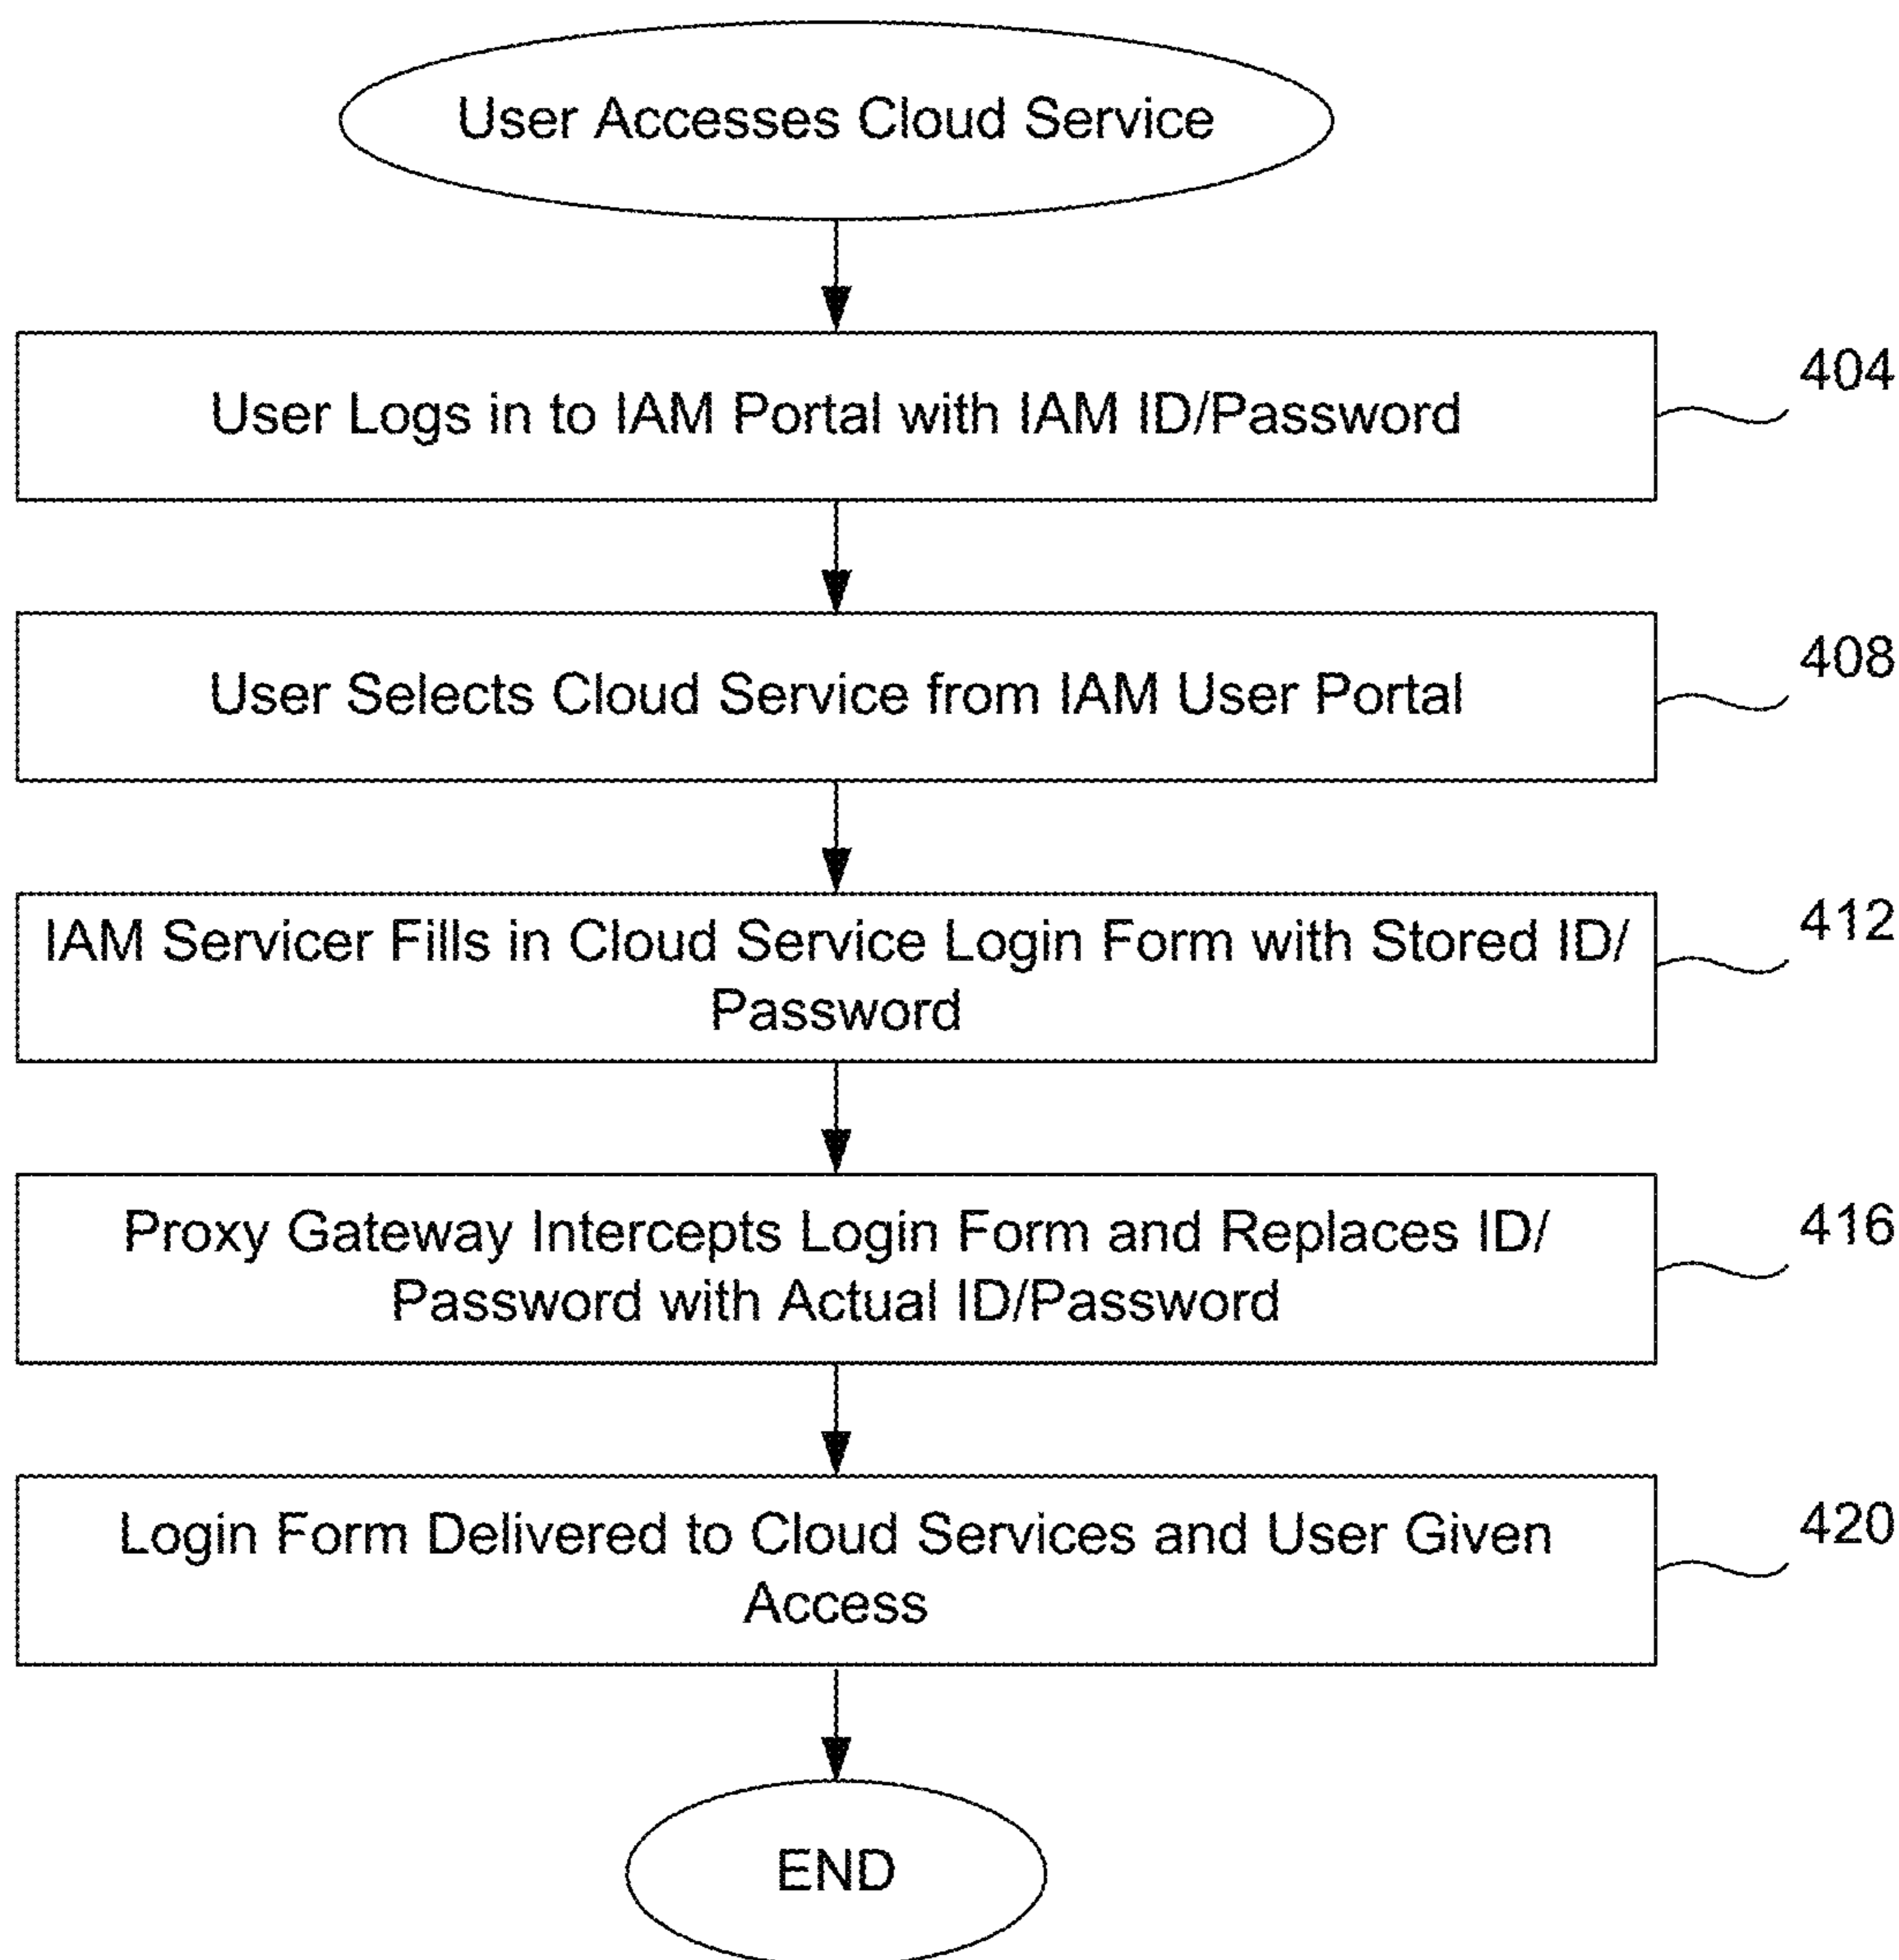 User Accesses Cloud Service
User Logs in to IAM Portal with IAM ID/Password
404
User Selects Cloud Service from IAM User Portal
408
IAM Servicer Fills in Cloud Service Login Form with Stored ID/
Password
412
Proxy Gateway Intercepts Login Form and Replaces ID/
Password with Actual ID/Password
416
Login Form Delivered to Cloud Services and User Given
Access
420
END